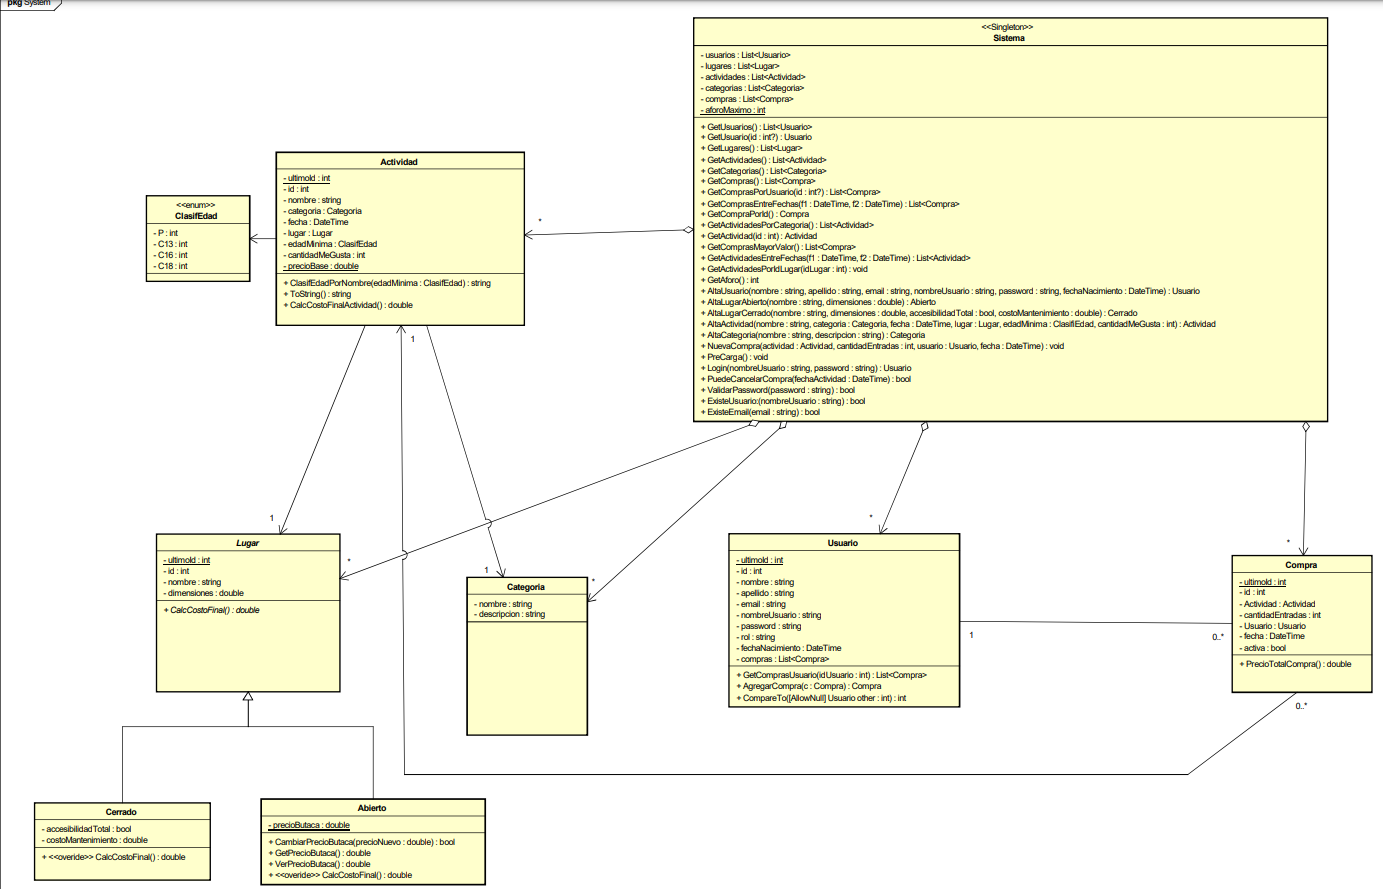 pkg System
<<Singleton>>
Sistema
- usuarios : List<Usuario>
- lugares : List<Lugar>
- actividades : List<Actividad>
- categorias : List<Categoria>
- compras : List<Compra>
- aforoMaximo : int
+ GetUsuarios() : List<Usuario>
+ GetUsuario(id : int?) : Usuario
+ GetLugares() : List<Lugar>
+ GetActividades() : List<Actividad>
+ GetCategorias() : List<Categoria>
+ GetCompras() : List<Compra>
+ GetComprasPorUsuario(id : int?) : List<Compra>
+ GetComprasEntreFechas(f1 : DateTime, f2 : DateTime) : List<Compra>
+ GetCompraPorId() : Compra
+ GetActividadesPorCategoria() : List<Actividad>
+ GetActividad(id : int) : Actividad
+ GetComprasMayorValor() : List<Compra>
+ GetActividadesEntreFechas(f1 : DateTime, f2 : DateTime) : List<Actividad>
+ GetActividadesPorIdLugar(idLugar : int) : void
+ GetAforo() : int
+ AltaUsuario(nombre : string, apellido : string, email : string, nombreUsuario : string, password : string, fechaNacimiento : DateTime) : Usuario
+ AltaLugarAbierto(nombre : string, dimensiones : double) : Abierto
+ AltaLugarCerrado(nombre : string, dimensiones : double, accesibilidadTotal : bool, costoMantenimiento : double) : Cerrado
+ AltaActividad(nombre : string, categoria : Categoria, fecha : DateTime, lugar : Lugar, edadMinima : ClasifiEdad, cantidadMeGusta : int) : Actividad
+ AltaCategoria(nombre : string, descripcion : string) : Categoria
+ NuevaCompra(actividad : Actividad, cantidadEntradas : int, usuario : Usuario, fecha : DateTime) : void
+ PreCarga() : void
+ Login(nombreUsuario : string, password : string) : Usuario
+ PuedeCancelarCompra(fechaActividad : DateTime) : bool
+ ValidarPassword(password : string) : bool
+ ExisteUsuario:(nombreUsuario : string) : bool
+ ExisteEmail(email : string) : bool
Actividad
- ultimoId : int
- id : int
- nombre : string
- categoria : Categoria
- fecha : DateTime
- lugar : Lugar
- edadMinima : ClasifEdad
- cantidadMeGusta : int
- precioBase : double
+ ClasifEdadPorNombre(edadMinima : ClasifEdad) : string
+ ToString() : string
+ CalcCostoFinalActividad() : double
<<enum>>
ClasifEdad
- P : int
- C13 : int
- C16 : int
- C18 : int
*
1
1
*
1
*
*
*
Lugar
- ultimoId : int
- id : int
- nombre : string
- dimensiones : double
+ CalcCostoFinal() : double
Categoria
- nombre : string
- descripcion : string
Usuario
- ultimoId : int
- id : int
- nombre : string
- apellido : string
- email : string
- nombreUsuario : string
- password : string
- rol : string
- fechaNacimiento : DateTime
- compras : List<Compra>
+ GetComprasUsuario(idUsuario : int) : List<Compra>
+ AgregarCompra(c : Compra) : Compra
+ CompareTo([AllowNull] Usuario other : int) : int
1
0..*
Compra
- ultimoId : int
- id : int
- Actividad : Actividad
- cantidadEntradas : int
- Usuario : Usuario
- fecha : DateTime
- activa : bool
+ PrecioTotalCompra() : double
0..*
Cerrado
- accesibilidadTotal : bool
- costoMantenimiento : double
+ <<overide>> CalcCostoFinal() : double
Abierto
- precioButaca : double
+ CambiarPrecioButaca(precioNuevo : double) : bool
+ GetPrecioButaca() : double
+ VerPrecioButaca() : double
+ <<overide>> CalcCostoFinal() : double